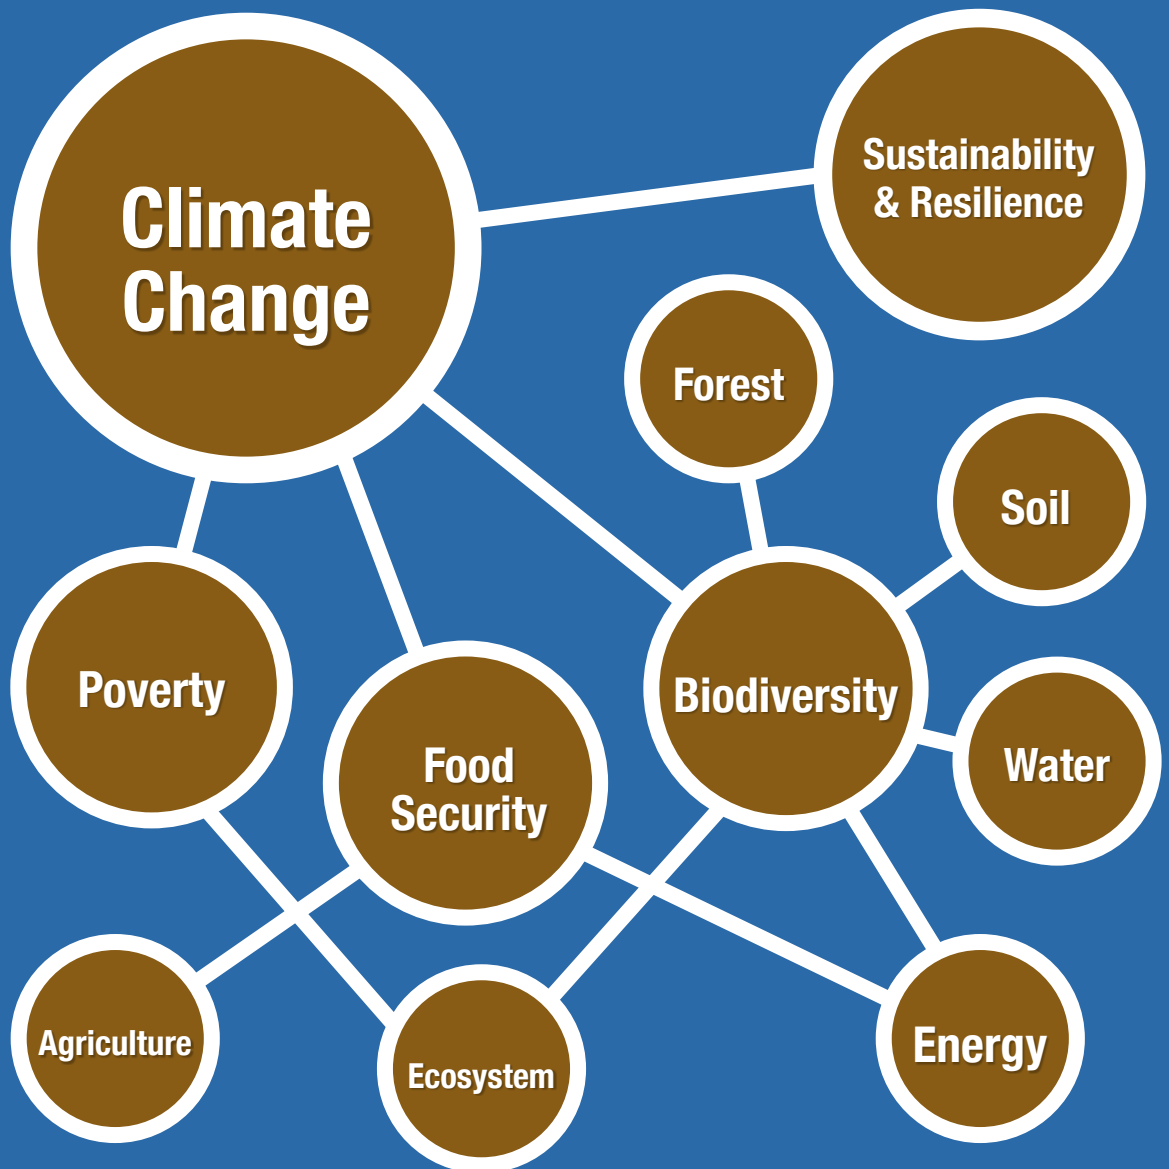 Climate
Change
Sustainability
& Resilience
Forest
Soil
Poverty
Biodiversity
Food
Security
Water
Agriculture
Ecosystem
Energy